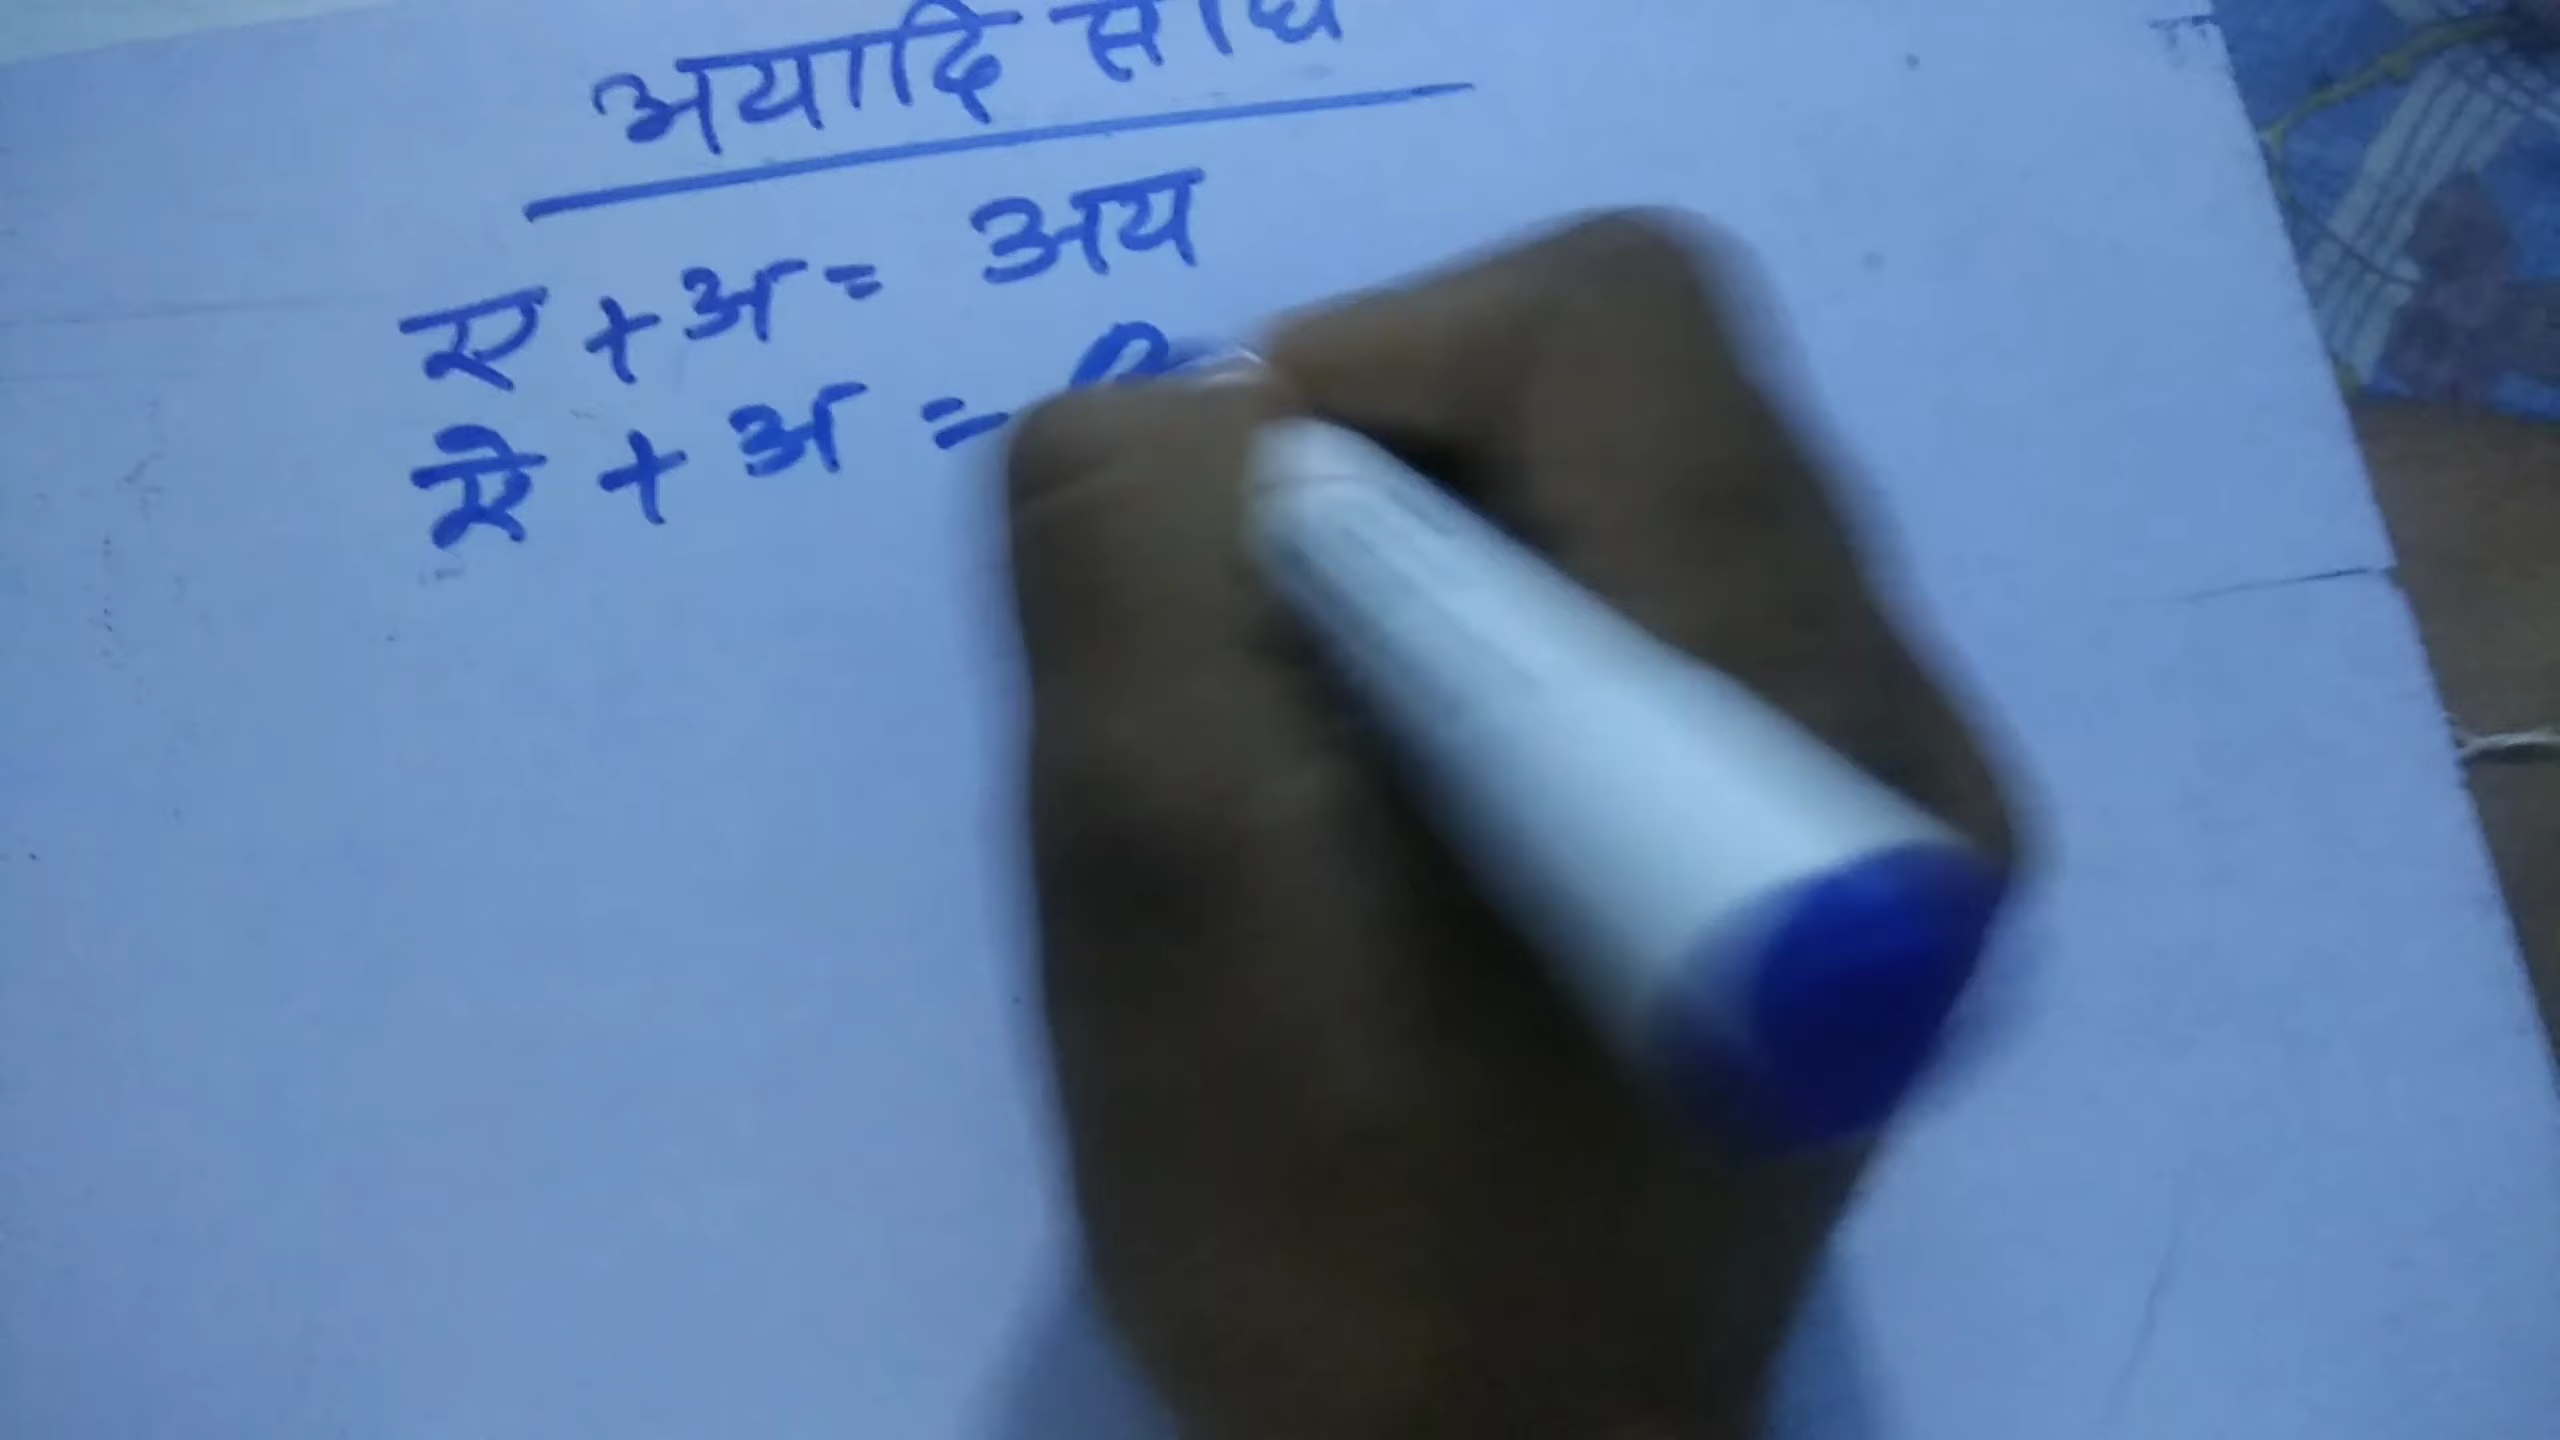 अयादि संधि
ए + अ = अय
ऐ + अ =